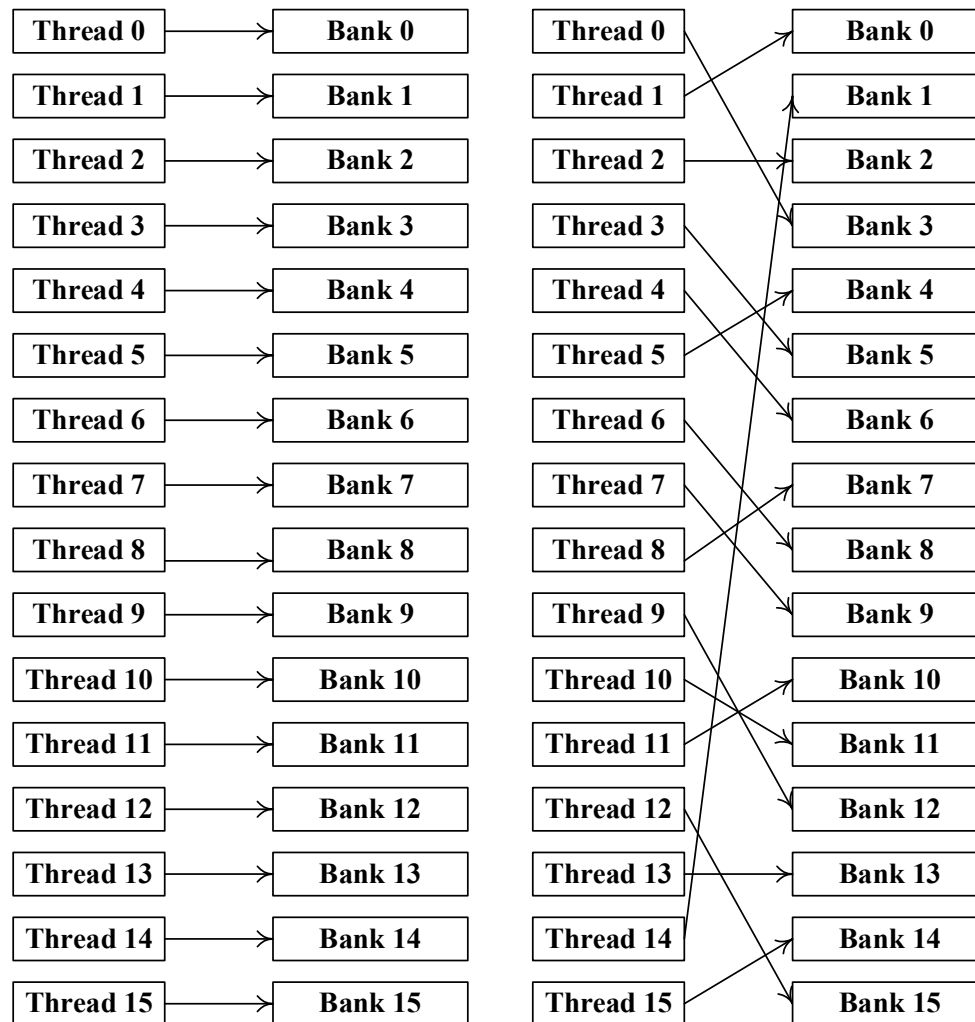 Thread 0 Bank 0 Thread 0 Bank 0
Thread 1 Bank 1 Thread 1 Bank 1
Thread 2 Bank 2 Thread 2 Bank 2
Thread 3 Bank 3 Thread 3 Bank 3
Thread 4 Bank 4 Thread 4 Bank 4
Thread 5 Bank 5 Thread 5 Bank 5
Thread 6 Bank 6 Thread 6 Bank 6
Thread 7 Bank 7 Thread 7 Bank 7
Thread 8 Bank 8 Thread 8 Bank 8
Thread 9 Bank 9 Thread 9 Bank 9
Thread 10 Bank 10 Thread 10 Bank 10
Thread 11 Bank 11 Thread 11 Bank 11
Thread 12 Bank 12 Thread 12 Bank 12
Thread 13 Bank 13 Thread 13 Bank 13
Thread 14 Bank 14 Thread 14 Bank 14
Thread 15 Bank 15 Thread 15 Bank 15